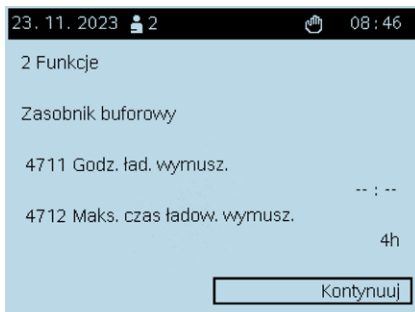 23. 11. 2023 2 08:46
2 Funkcje
Zasobnik buforowy
4711 Godz. ład. wymusz.
-- : --
4712 Maks. czas ładow. wymusz.
4h
Kontynuuj